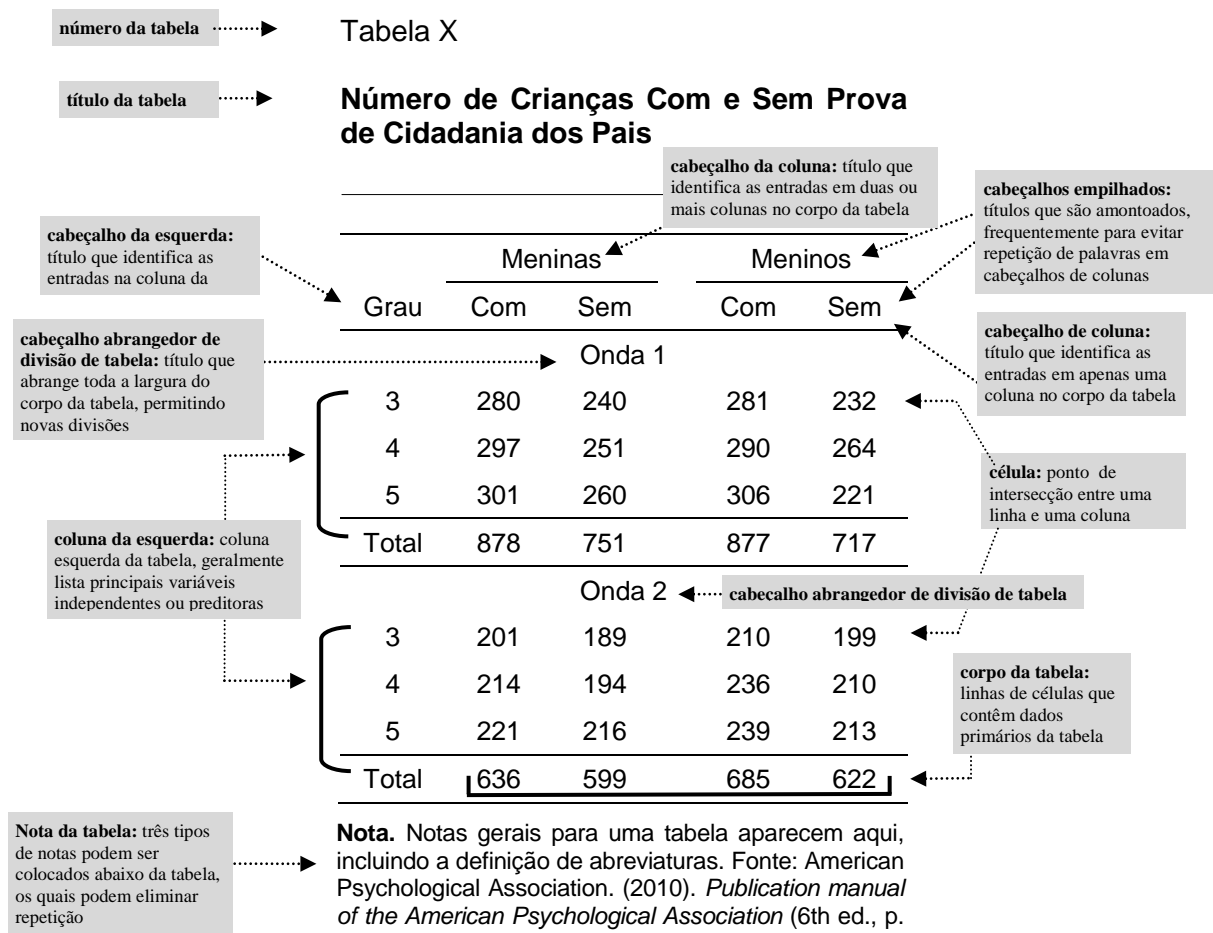 número da tabela
Tabela X
título da tabela
Número de Crianças Com e Sem Prova
de Cidadania dos Pais
cabeçalho da coluna: título que
identifica as entradas em duas ou
mais colunas no corpo da tabela
cabeçalhos empilhados:
títulos que são amontoados,
frequentemente para evitar
repetição de palavras em
cabeçalhos de colunas
cabeçalho da esquerda:
título que identifica as
entradas na coluna da
Meninas Meninos
Grau Com Sem Com Sem
cabeçalho abrangedor de
divisão de tabela: título que
abrange toda a largura do
corpo da tabela, permitindo
novas divisões
cabeçalho de coluna:
título que identifica as
entradas em apenas uma
coluna no corpo da tabela
Onda 1
3 280 240 281 232
4 297 251 290 264
5 301 260 306 221
Total 878 751 877 717
célula: ponto de
intersecção entre uma
linha e uma coluna
coluna da esquerda: coluna
esquerda da tabela, geralmente
lista principais variáveis
independentes ou preditoras
Onda 2
cabeçalho abrangedor de divisão de tabela
3 201 189 210 199
4 214 194 236 210
5 221 216 239 213
Total 636 599 685 622
corpo da tabela:
linhas de células que
contêm dados
primários da tabela
Nota da tabela: três tipos
de notas podem ser
colocados abaixo da tabela,
os quais podem eliminar
repetição
Nota. Notas gerais para uma tabela aparecem aqui,
incluindo a definição de abreviaturas. Fonte: American
Psychological Association. (2010). Publication manual
of the American Psychological Association (6th ed., p.